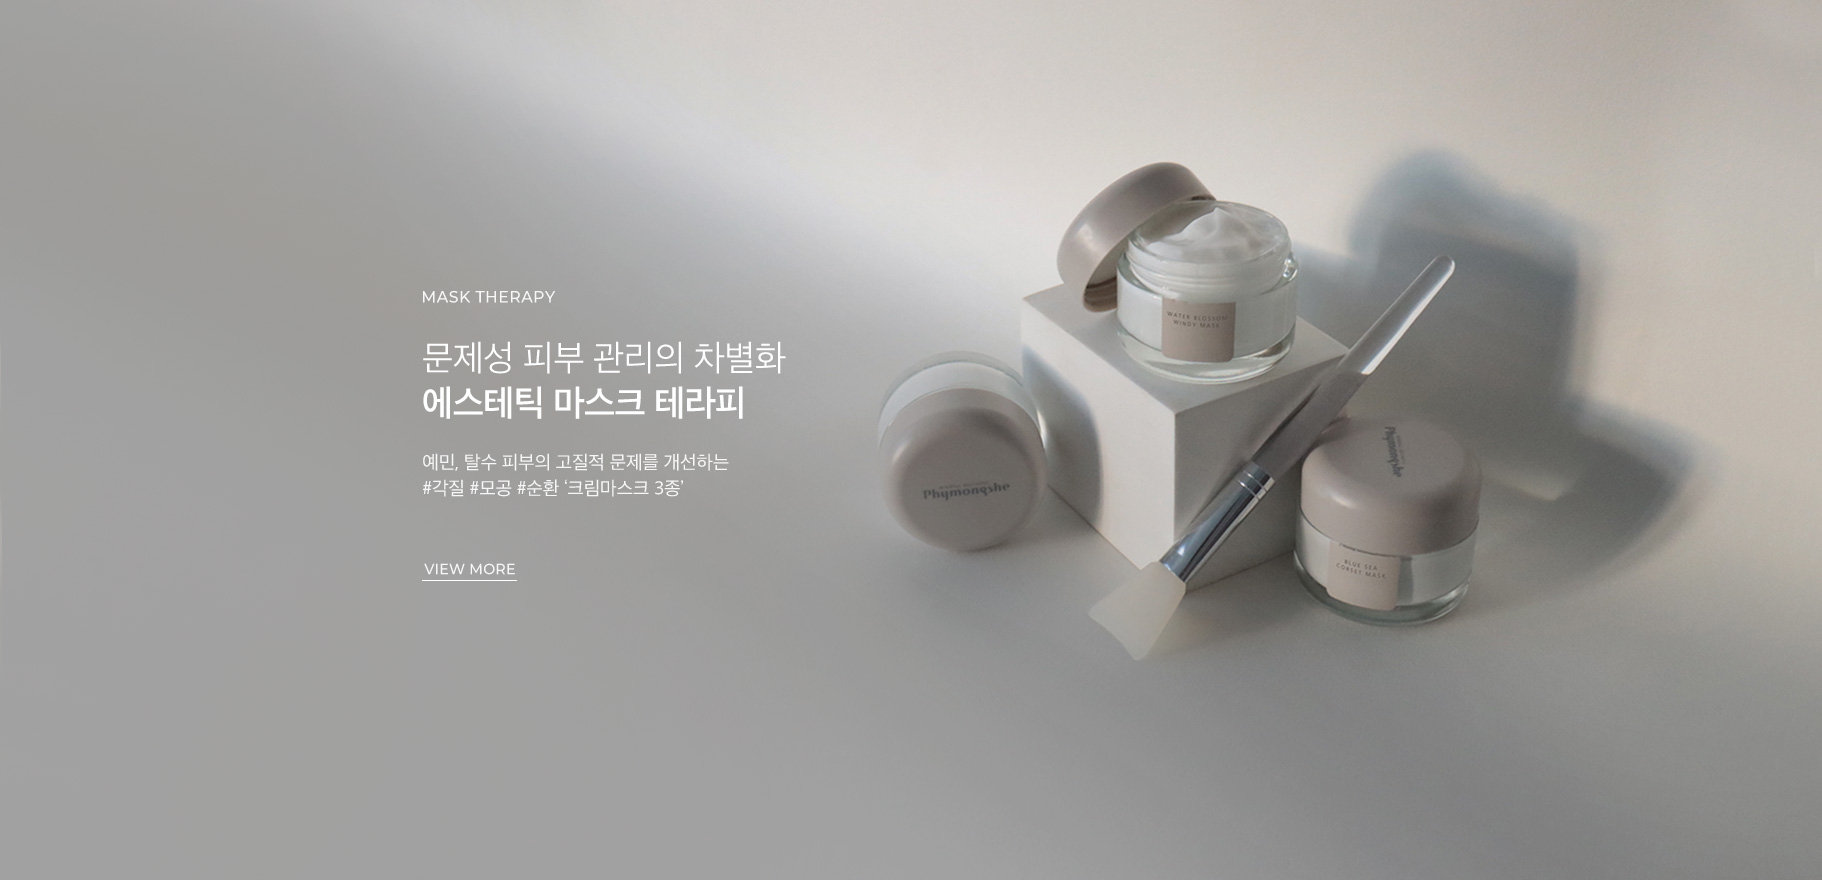 MASK THERAPY
문제성 피부 관리의 차별화
에스테틱 마스크 테라피
예민, 탈수 피부의 고질적 문제를 개선하는
#각질 #모공 #순환 ‘크림마스크 3종’
VIEW MORE
WATER BLOSSOM
WINDY MASK
Phymongshe
Phymongshe
BLUE SEA
CORSET MASK